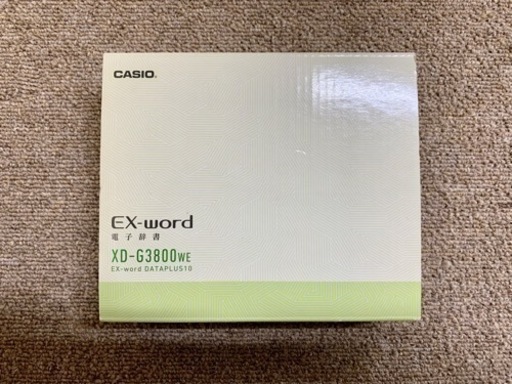 CASIO
EX-word
電子辞書
XD-G3800WE
EX-word DATAPLUS10